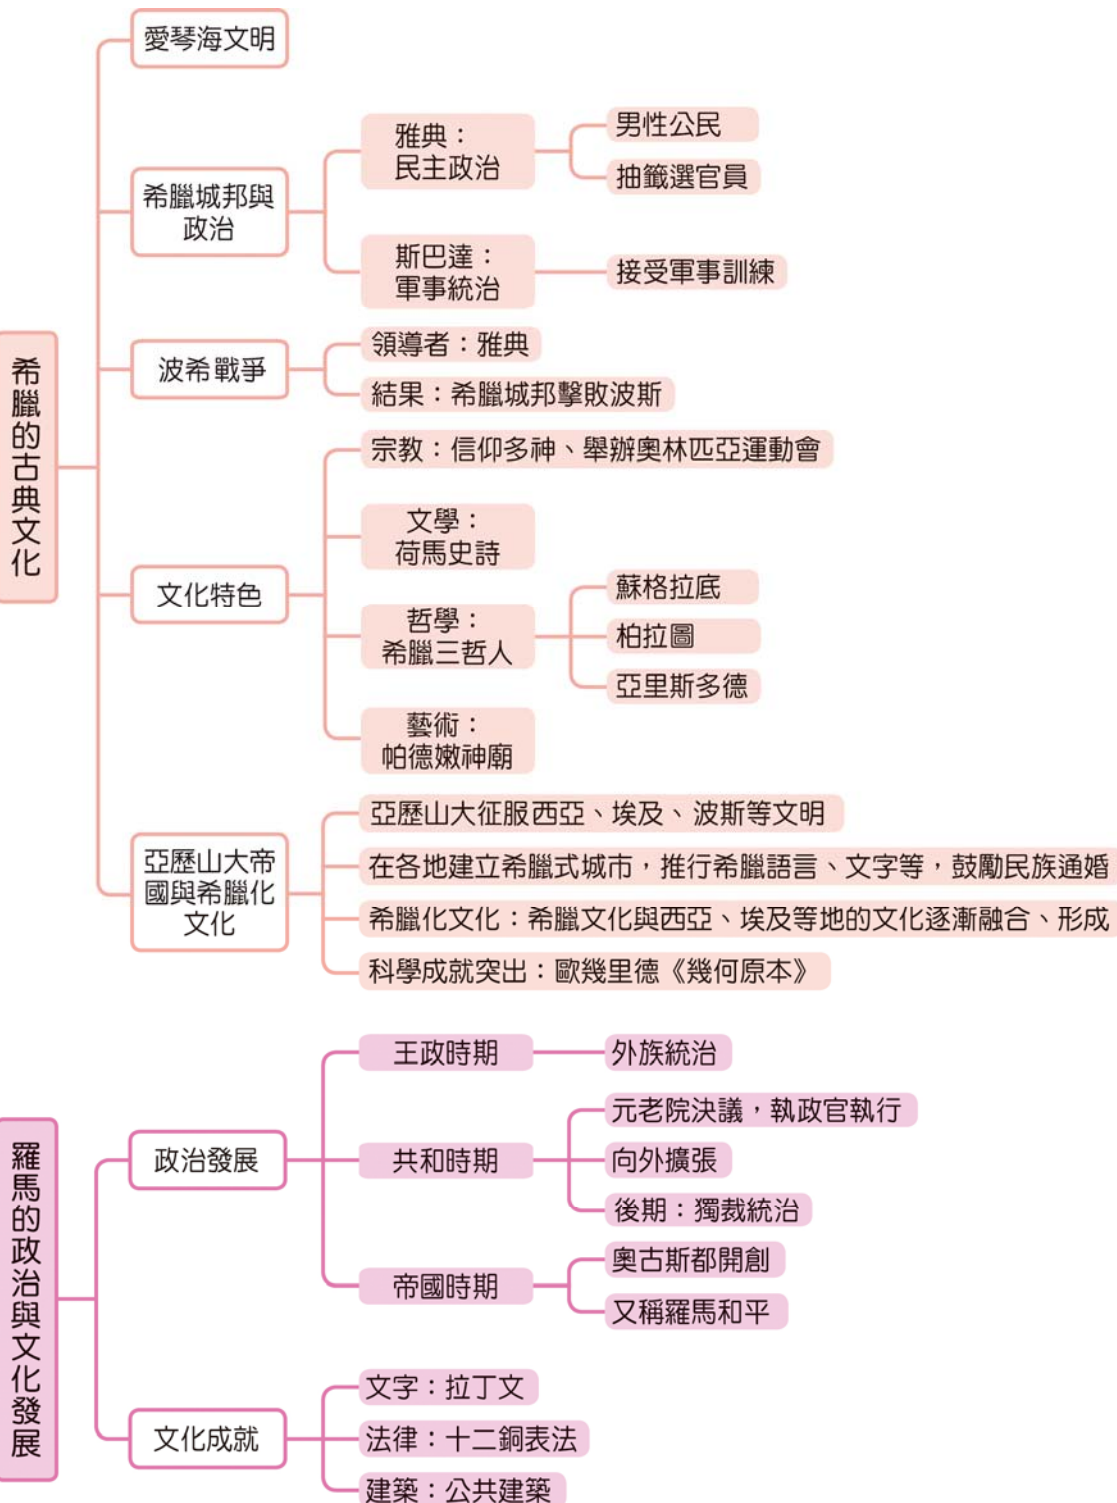 希臘的古典文化
愛琴海文明
希臘城邦與
政治
雅典：
民主政治
男性公民
抽籤選官員
斯巴達：
軍事統治
接受軍事訓練
波希戰爭
領導者：雅典
結果：希臘城邦擊敗波斯
文化特色
宗教：信仰多神、舉辦奧林匹亞運動會
文學：
荷馬史詩
哲學：
希臘三哲人
蘇格拉底
柏拉圖
亞里斯多德
藝術：
帕德嫩神廟
亞歷山大帝
國與希臘化
文化
亞歷山大征服西亞、埃及、波斯等文明
在各地建立希臘式城市，推行希臘語言、文字等，鼓勵民族通婚
希臘化文化：希臘文化與西亞、埃及等地的文化逐漸融合、形成
科學成就突出：歐幾里德《幾何原本》
羅馬的政治與文化發展
政治發展
王政時期
外族統治
共和時期
元老院決議，執政官執行
向外擴張
後期：獨裁統治
帝國時期
奧古斯都開創
又稱羅馬和平
文化成就
文字：拉丁文
法律：十二銅表法
建築：公共建築